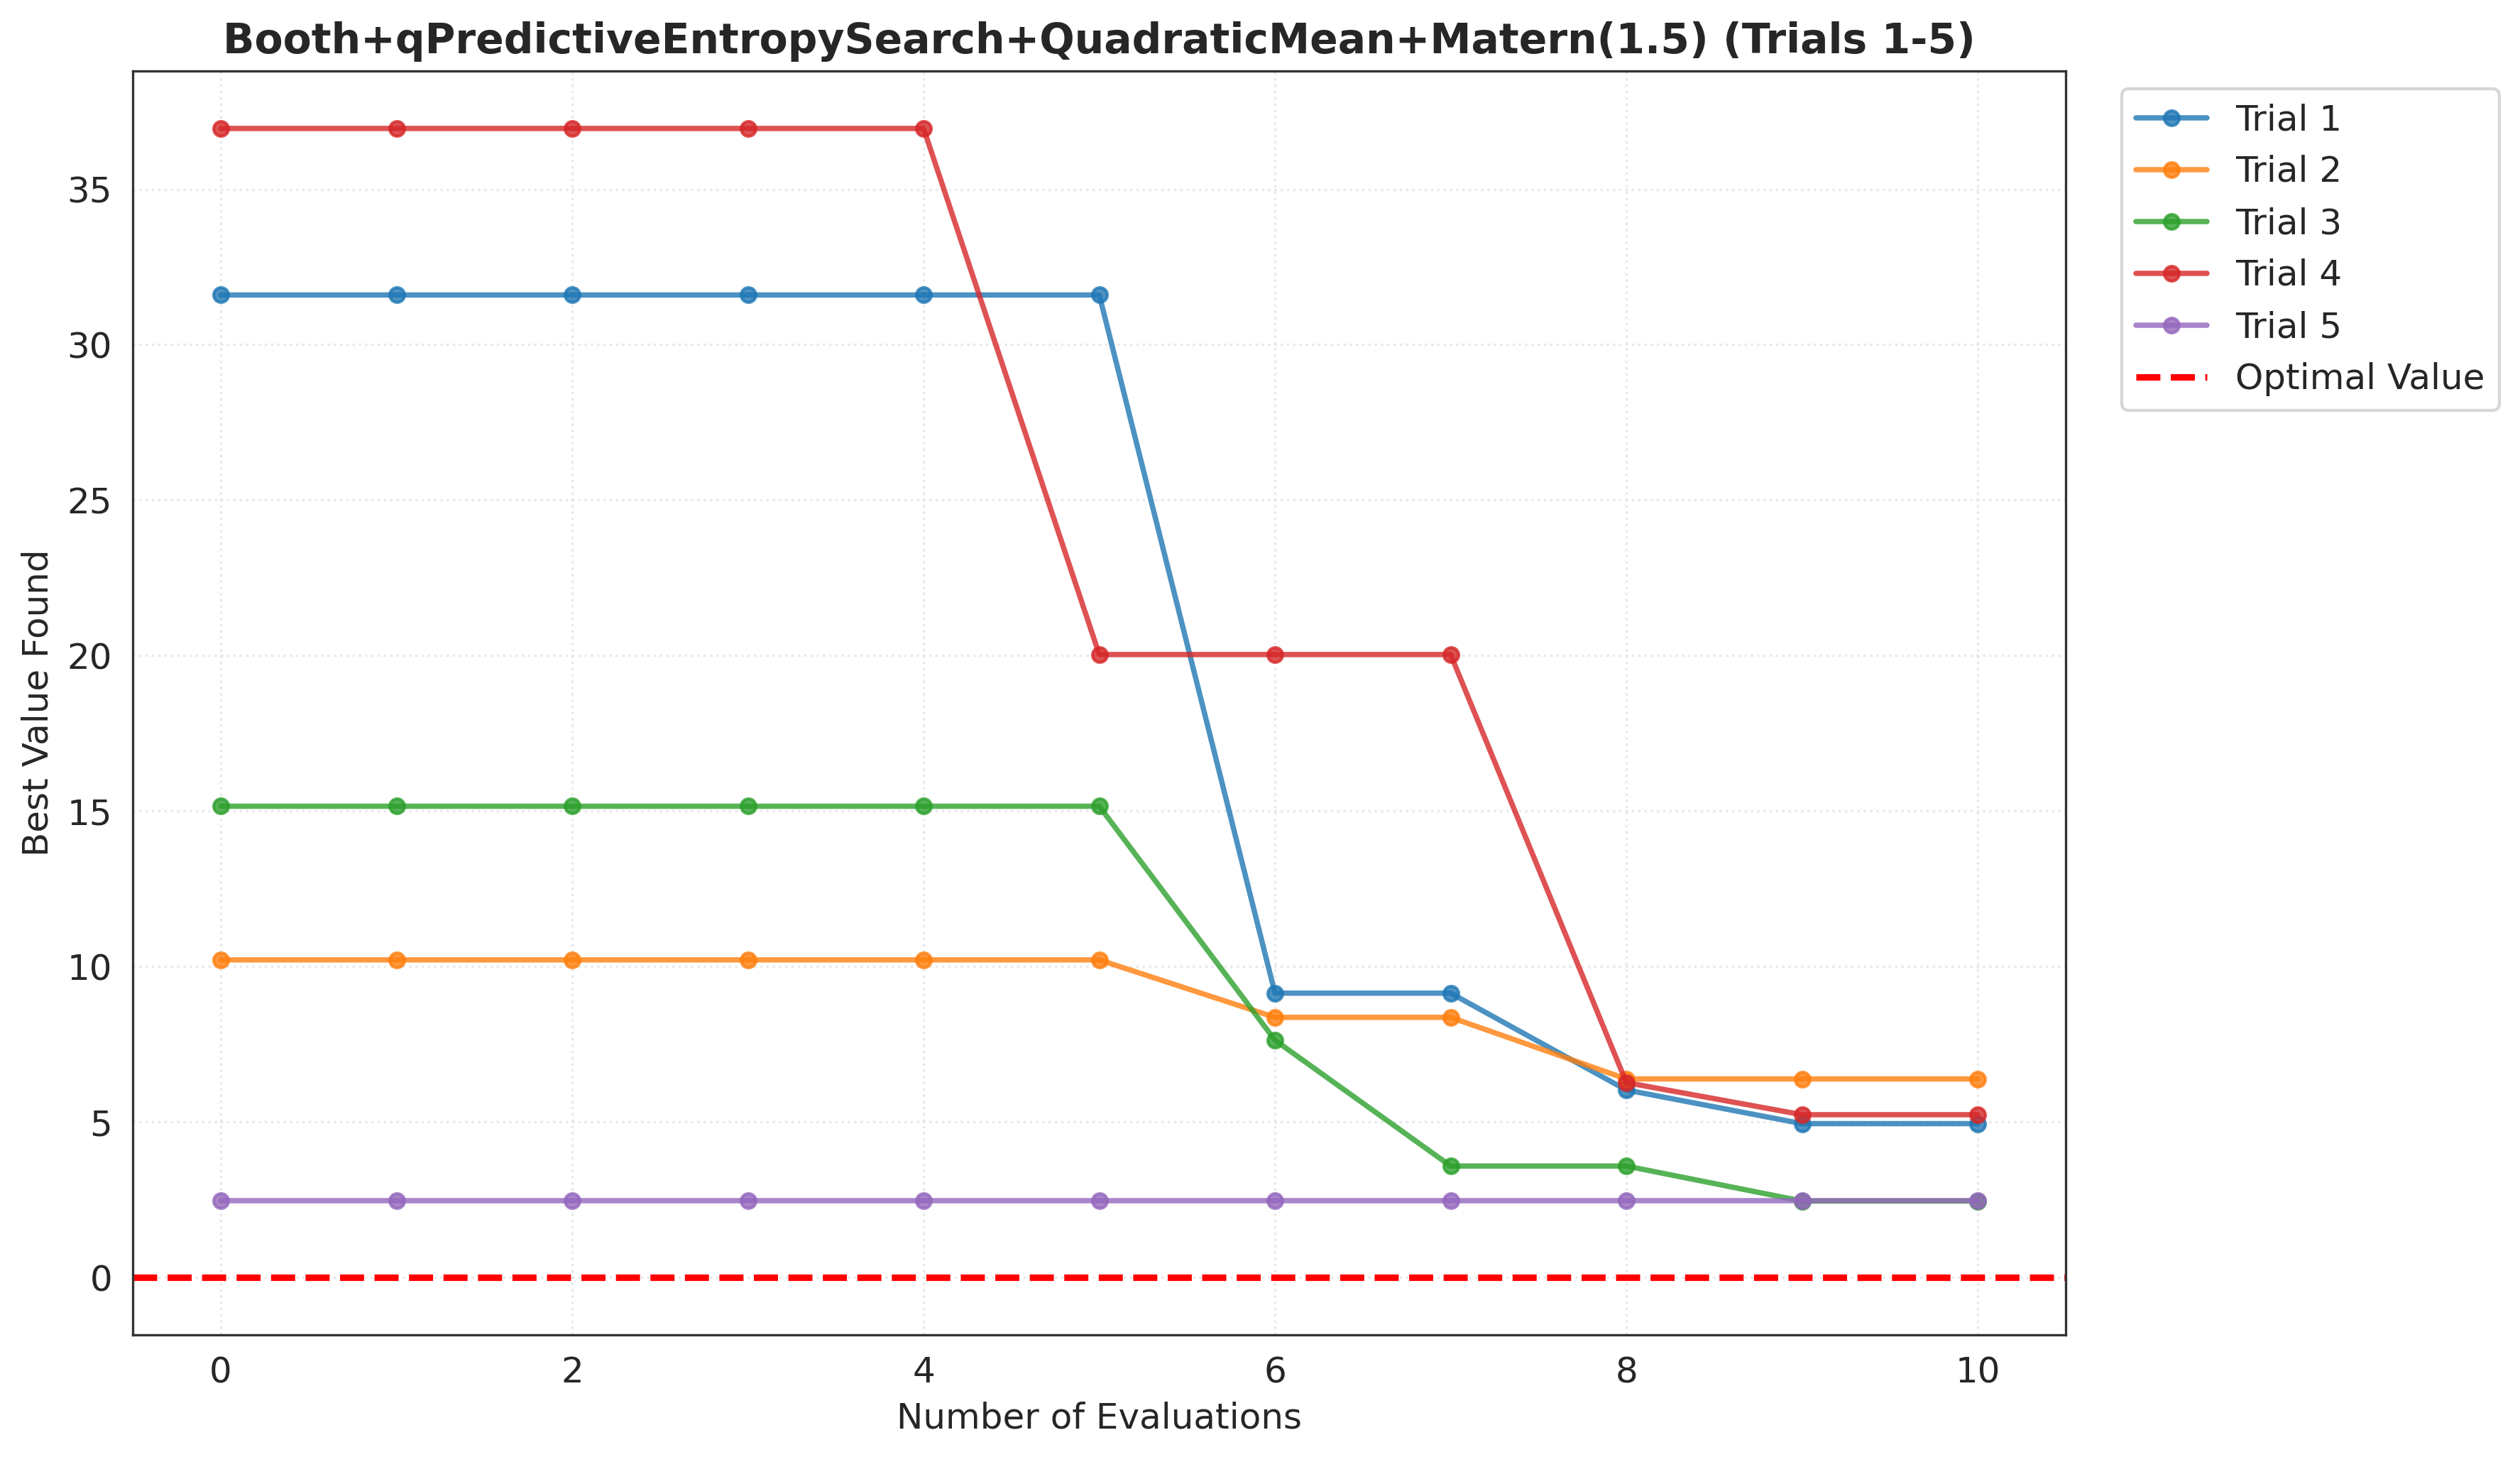 Booth+qPredictiveEntropySearch+QuadraticMean+Matern(1.5) (Trials 1-5)
Best Value Found
35
30
25
20
15
10
5
0
0 2 4 6 8 10
Number of Evaluations
Trial 1
Trial 2
Trial 3
Trial 4
Trial 5
Optimal Value